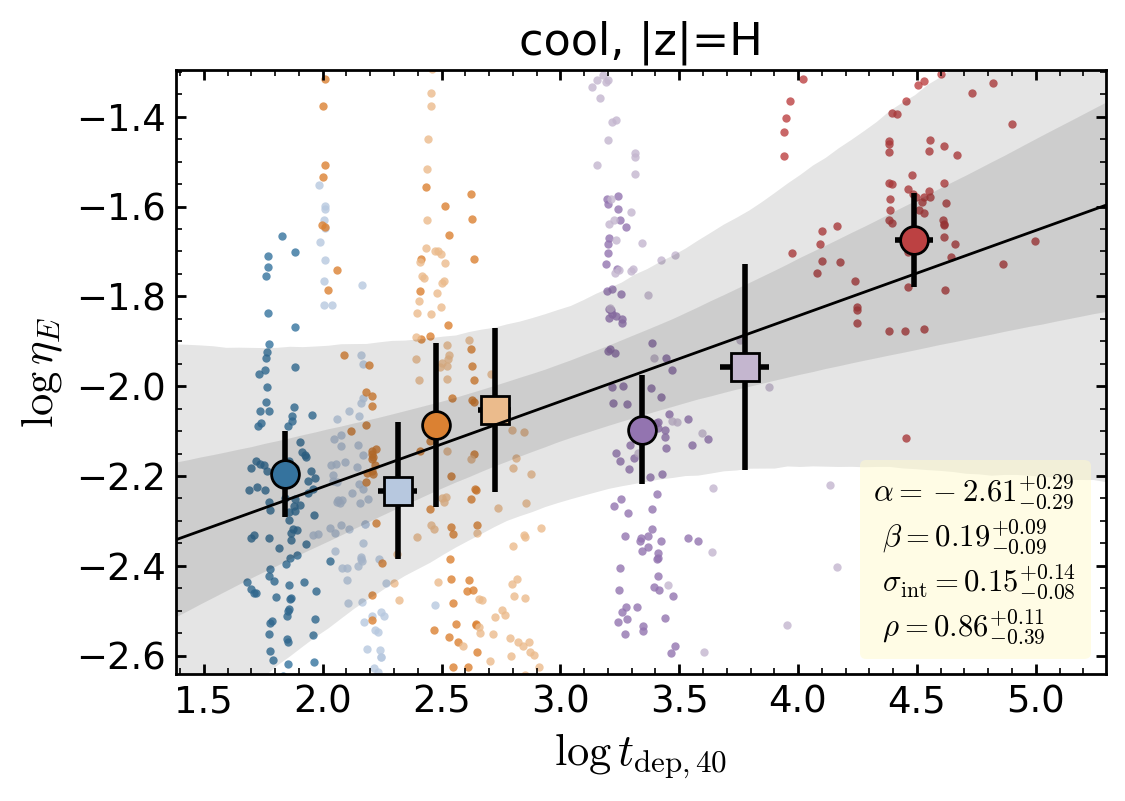 cool, |z|=H
log η_E
−1.4
−1.6
−1.8
−2.0
−2.2
−2.4
−2.6
α = −2.61^{+0.29}_{−0.29}
β = 0.19^{+0.09}_{−0.09}
σ_int = 0.15^{+0.14}_{−0.08}
ρ = 0.86^{+0.11}_{−0.39}
1.5 2.0 2.5 3.0 3.5 4.0 4.5 5.0
log t_{dep, 40}